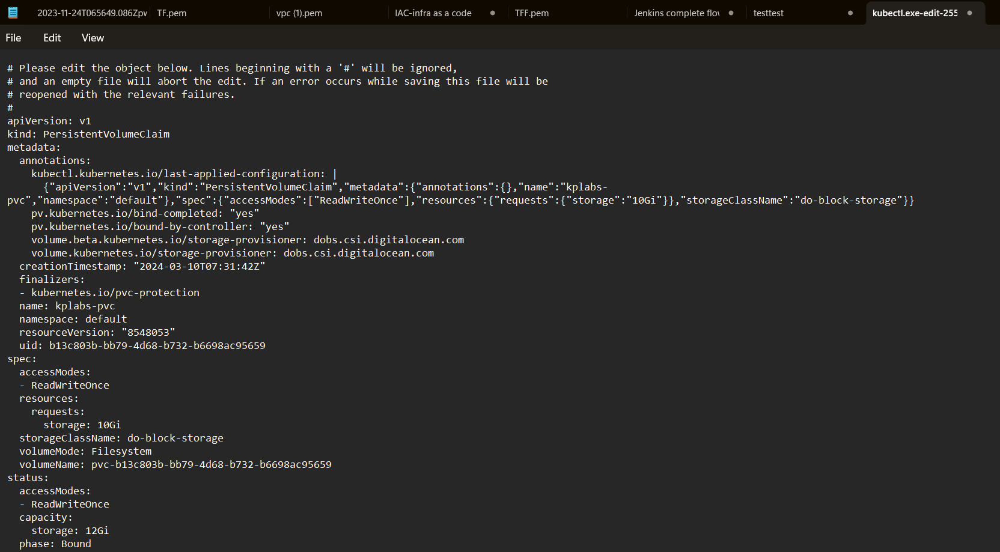 2023-11-24T065649.086Zpv TF.pem vpc (1).pem IAC-infra as a code TFF.pem Jenkins complete flow testtest kubectl.exe-edit-255
File Edit View
# Please edit the object below. Lines beginning with a '#' will be ignored,
# and an empty file will abort the edit. If an error occurs while saving this file will be
# reopened with the relevant failures.
#
apiVersion: v1
kind: PersistentVolumeClaim
metadata:
  annotations:
    kubectl.kubernetes.io/last-applied-configuration: |
      {"apiVersion":"v1","kind":"PersistentVolumeClaim","metadata":{"annotations":{},"name":"kplabs-
pvc","namespace":"default"},"spec":{"accessModes":["ReadWriteOnce"],"resources":{"requests":{"storage":"10Gi"}},"storageClassName":"do-block-storage"}}
    pv.kubernetes.io/bind-completed: "yes"
    pv.kubernetes.io/bound-by-controller: "yes"
    volume.beta.kubernetes.io/storage-provisioner: dobs.csi.digitalocean.com
    volume.kubernetes.io/storage-provisioner: dobs.csi.digitalocean.com
  creationTimestamp: "2024-03-10T07:31:42Z"
  finalizers:
  - kubernetes.io/pvc-protection
  name: kplabs-pvc
  namespace: default
  resourceVersion: "8548053"
  uid: b13c803b-bb79-4d68-b732-b6698ac95659
spec:
  accessModes:
  - ReadWriteOnce
  resources:
    requests:
      storage: 10Gi
  storageClassName: do-block-storage
  volumeMode: Filesystem
  volumeName: pvc-b13c803b-bb79-4d68-b732-b6698ac95659
status:
  accessModes:
  - ReadWriteOnce
  capacity:
    storage: 12Gi
  phase: Bound